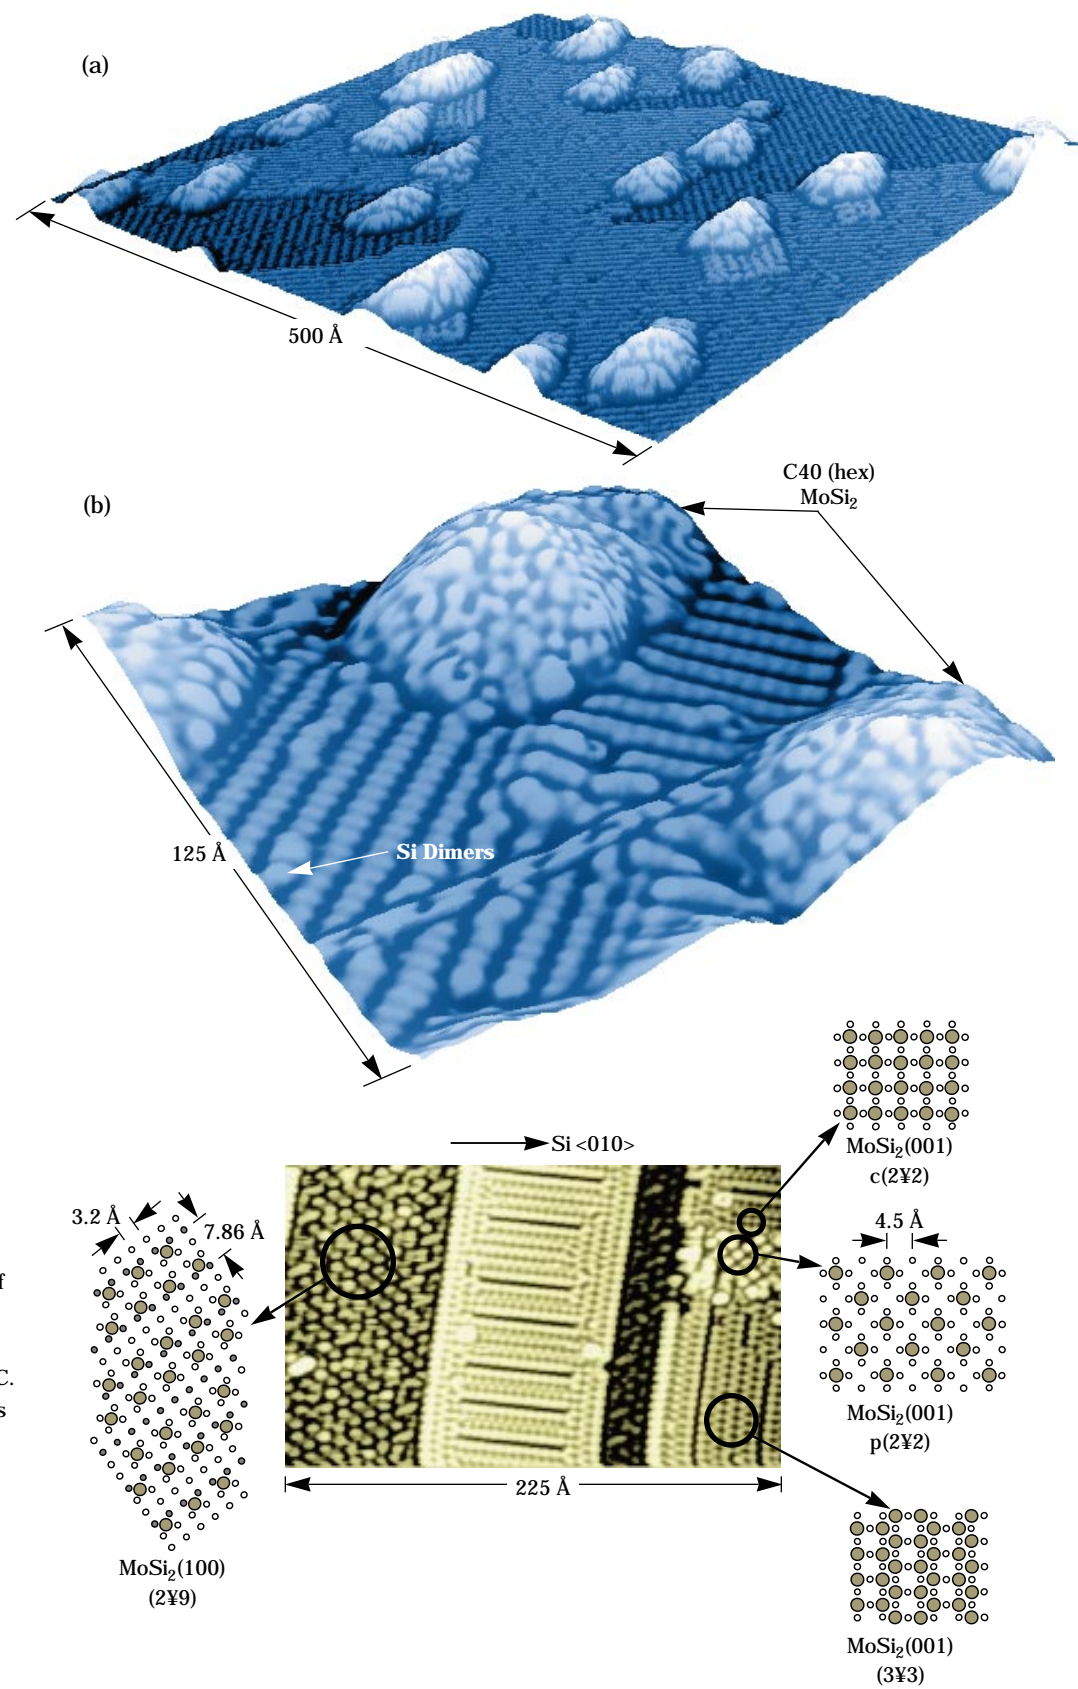 (a)
500 Å
C40 (hex)
MoSi₂
(b)
125 Å
Si Dimers
Si <010>
MoSi₂(001)
c(2¥2)
3.2 Å
7.86 Å
4.5 Å
f
C.
s
MoSi₂(001)
p(2¥2)
225 Å
MoSi₂(100)
(2¥9)
MoSi₂(001)
(3¥3)